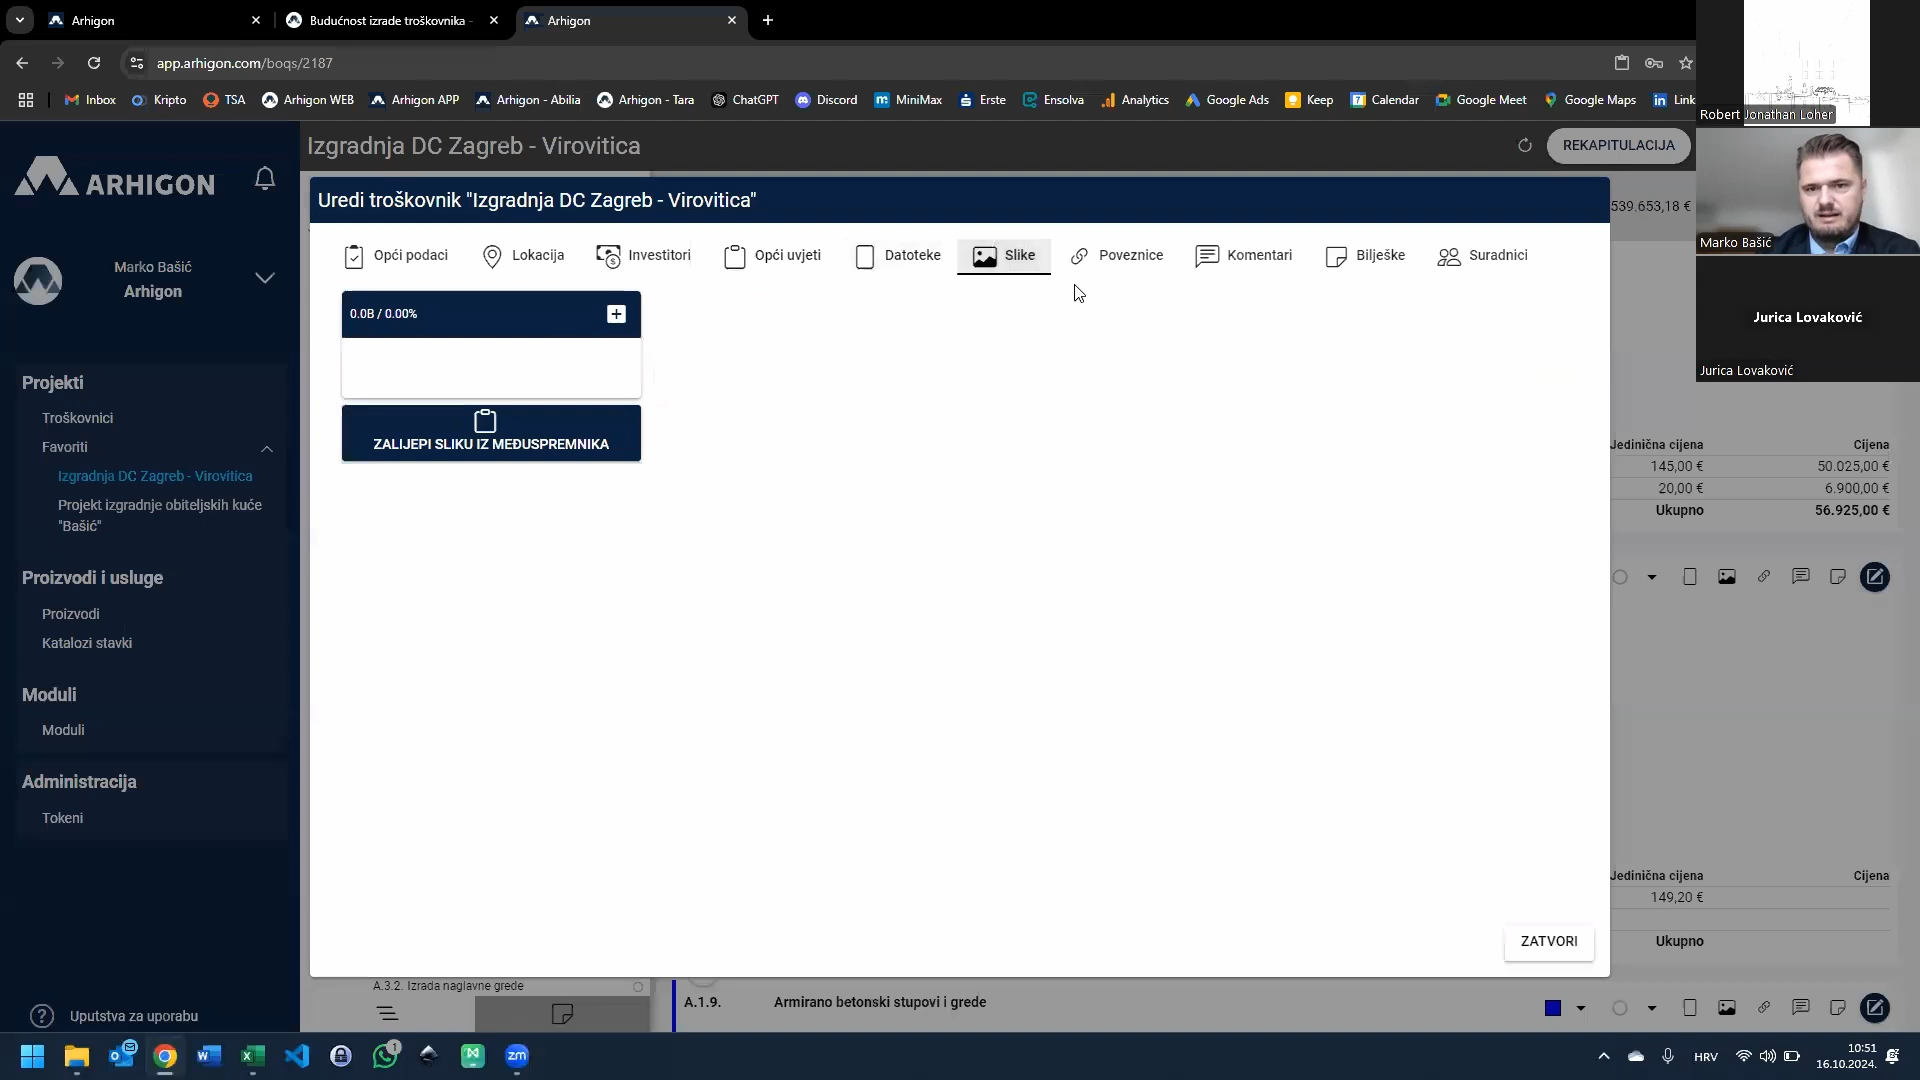 Arhigon
Budućnost izrade troškovnika -
Arhigon
app.arhigon.com/boqs/2187
Inbox
Kripto
TSA
Arhigon WEB
Arhigon APP
Arhigon - Abilia
Arhigon - Tara
ChatGPT
Discord
MiniMax
Erste
Ensolva
Analytics
Google Ads
Keep
Calendar
Google Meet
Google Maps
Link
Robert Jonathan Loher
Marko Bašić
Jurica Lovaković
Jurica Lovaković
ARHIGON
Marko Bašić
Arhigon
Projekti
Troškovnici
Favoriti
Izgradnja DC Zagreb - Virovitica
Projekt izgradnje obiteljskih kuće
"Bašić"
Proizvodi i usluge
Proizvodi
Katalozi stavki
Moduli
Moduli
Administracija
Tokeni
Uputstva za uporabu
Izgradnja DC Zagreb - Virovitica
REKAPITULACIJA
539.653,18 €
Uredi troškovnik "Izgradnja DC Zagreb - Virovitica"
Opći podaci
Lokacija
Investitori
Opći uvjeti
Datoteke
Slike
Poveznice
Komentari
Bilješke
Suradnici
0.0B / 0.00%
ZALIJEPI SLIKU IZ MEĐUSPREMNIKA
ZATVORI
Jedinična cijena Cijena
145,00 € 50.025,00 €
20,00 € 6.900,00 €
Ukupno 56.925,00 €
Jedinična cijena Cijena
149,20 €
Ukupno
A.3.2. Izrada naglavne grede
A.1.9. Armirano betonski stupovi i grede
1
zm
HRV
10:51
16.10.2024.